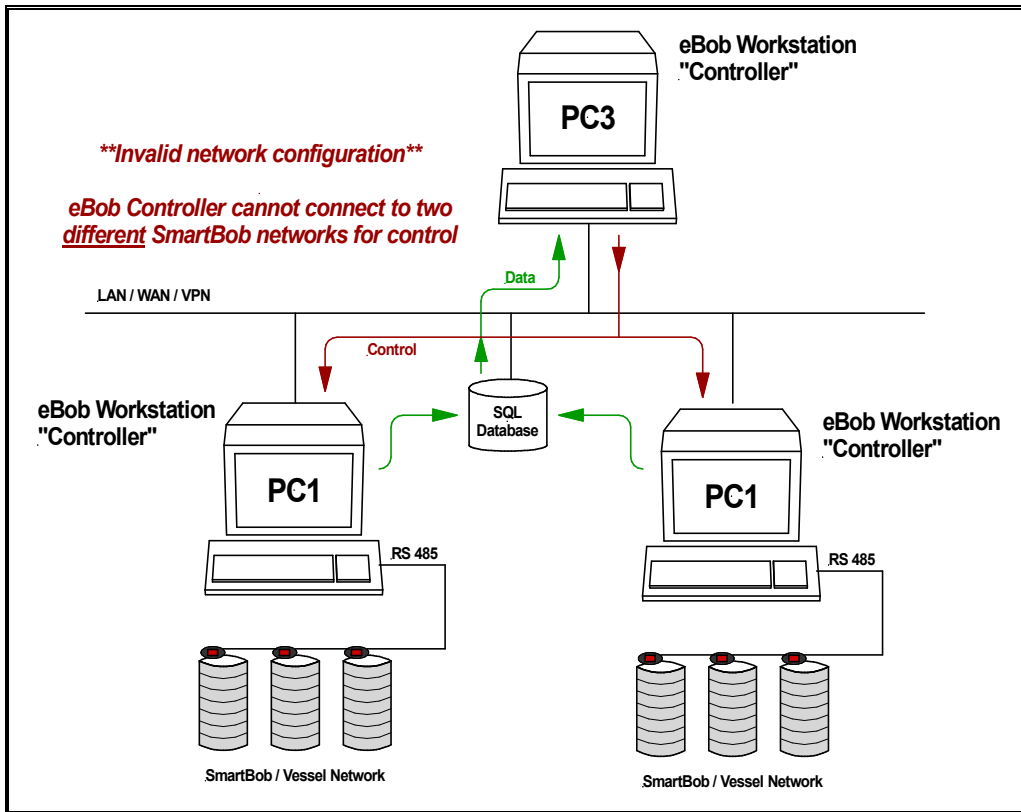 eBob Workstation
"Controller"
PC3
**Invalid network configuration**
eBob Controller cannot connect to two
different SmartBob networks for control
Data
LAN / WAN / VPN
Control
eBob Workstation
"Controller"
SQL
Database
eBob Workstation
"Controller"
PC1
PC1
RS 485
RS 485
SmartBob / Vessel Network
SmartBob / Vessel Network